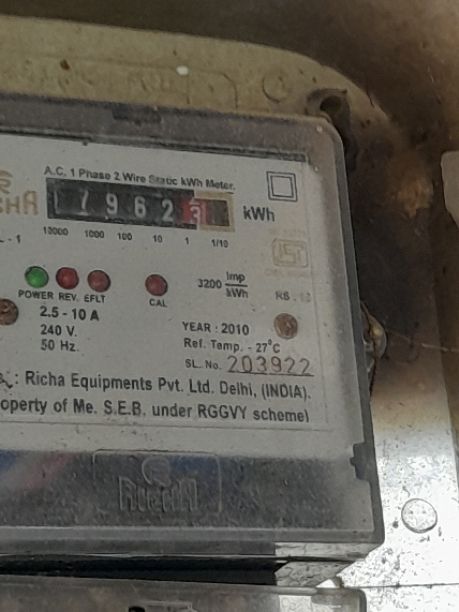 A.C. 1 Phase 2 Wire Static kWh Meter.
7 9 6 2 3
kWh
10000 1000 100 10 1 1/10
3200 Imp/kWh
POWER REV. EFLT CAL
2.5 - 10 A
240 V.
50 Hz.
YEAR : 2010
Ref. Temp. - 27°C
SL. No. 203922
: Richa Equipments Pvt. Ltd. Delhi, (INDIA).
operty of Me. S.E.B. under RGGVY scheme)
RICHA